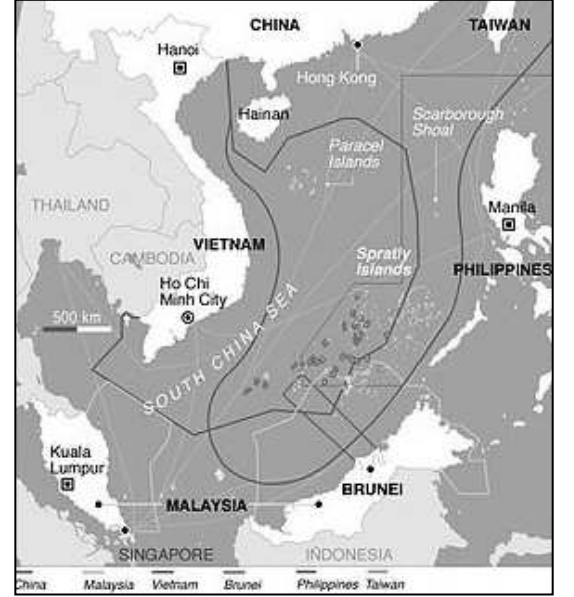 CHINA
TAIWAN
Hanoi
Hong Kong
Hainan
Scarborough
Shoal
Paracel
Islands
THAILAND
Manila
VIETNAM
CAMBODIA
Spratly
Islands
PHILIPPINES
Ho Chi
Minh City
500 km
SOUTH CHINA SEA
Kuala
Lumpur
BRUNEI
MALAYSIA
SINGAPORE
INDONESIA
China Malaysia Vietnam Brunei Philippines Taiwan